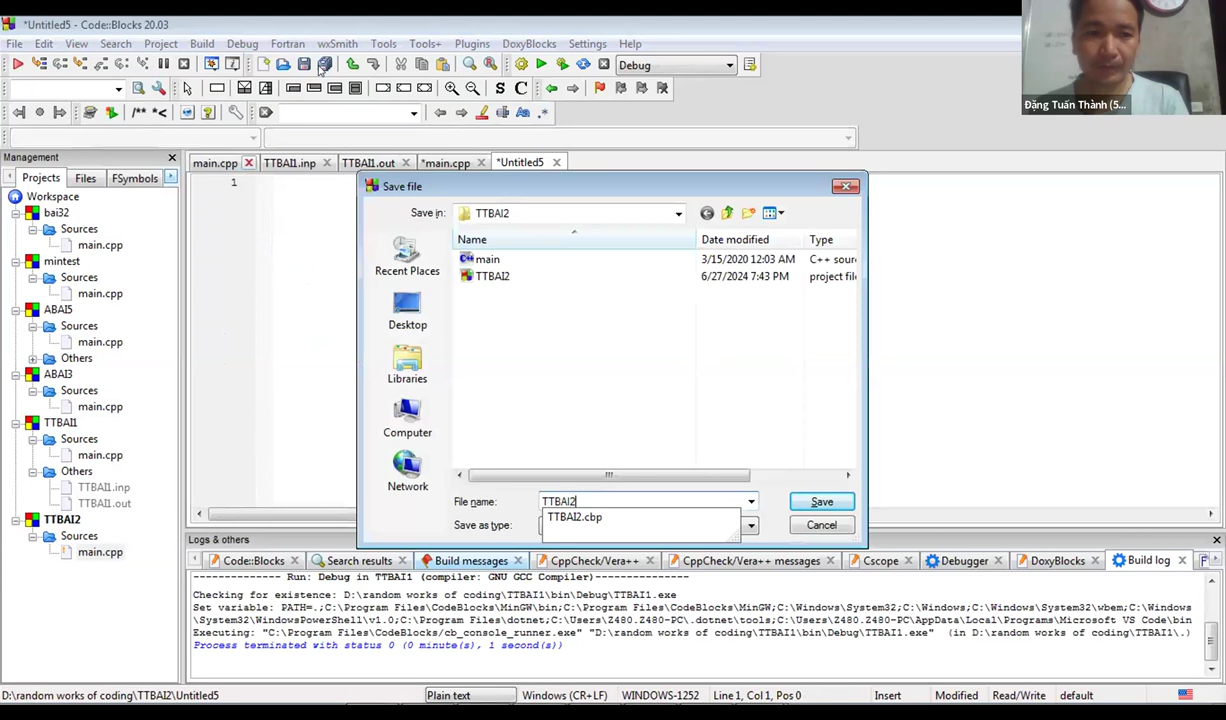 *Untitled5 - Code::Blocks 20.03
File Edit View Search Project Build Debug Fortran wxSmith Tools Tools+ Plugins DoxyBlocks Settings Help
Debug
S C
/** *<
Aa .*
Đặng Tuấn Thành (5...
Management
Projects Files FSymbols
Workspace
bai32
Sources
main.cpp
mintest
Sources
main.cpp
ABAI5
Sources
main.cpp
Others
ABAI3
Sources
main.cpp
TTBAI1
Sources
main.cpp
Others
TTBAI1.inp
TTBAI1.out
TTBAI2
Sources
main.cpp
main.cpp TTBAI1.inp TTBAI1.out *main.cpp *Untitled5
1
Save file
Save in: TTBAI2
Name Date modified Type
main 3/15/2020 12:03 AM C++ sour
TTBAI2 6/27/2024 7:43 PM project file
Recent Places
Desktop
Libraries
Computer
Network
File name: TTBAI2 Save
TTBAI2.cbp
Save as type: Cancel
Logs & others
Code::Blocks Search results Build messages CppCheck/Vera++ CppCheck/Vera++ messages Cscope Debugger DoxyBlocks Build log F
-------------- Run: Debug in TTBAI1 (compiler: GNU GCC Compiler)---------------
Checking for existence: D:\random works of coding\TTBAI1\bin\Debug\TTBAI1.exe
Set variable: PATH=.;C:\Program Files\CodeBlocks\MinGW\bin;C:\Program Files\CodeBlocks\MinGW;C:\Windows\System32;C:\Windows;C:\Windows\System32\wbem;C:\Windows
\System32\WindowsPowerShell\v1.0;C:\Program Files\dotnet;C:\Users\Z480.Z480-PC\.dotnet\tools;C:\Users\Z480.Z480-PC\AppData\Local\Programs\Microsoft VS Code\bin
Executing: "C:\Program Files\CodeBlocks/cb_console_runner.exe" "D:\random works of coding\TTBAI1\bin\Debug\TTBAI1.exe" (in D:\random works of coding\TTBAI1\.)
Process terminated with status 0 (0 minute(s), 1 second(s))
D:\random works of coding\TTBAI2\Untitled5 Plain text Windows (CR+LF) WINDOWS-1252 Line 1, Col 1, Pos 0 Insert Modified Read/Write default